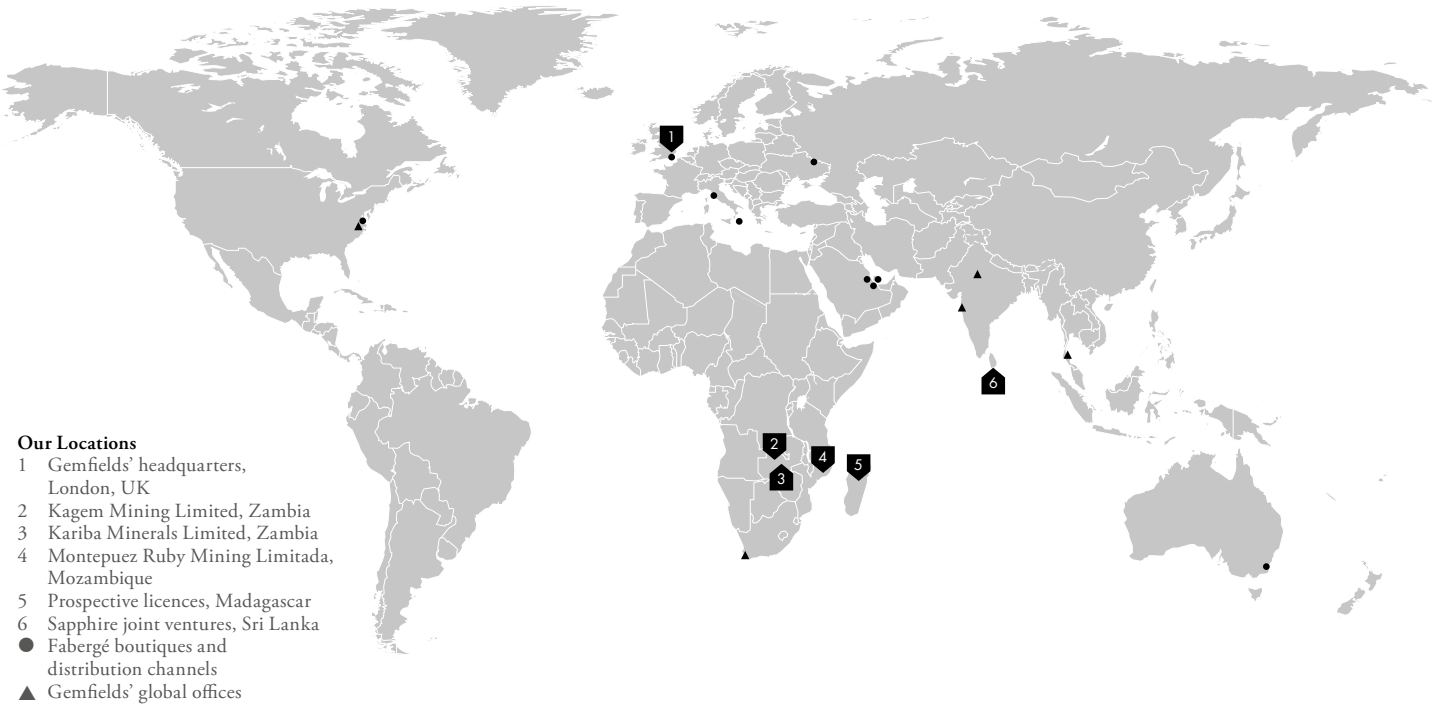 1
6
2
4
5
3
Our Locations
1 Gemfields’ headquarters,
London, UK
2 Kagem Mining Limited, Zambia
3 Kariba Minerals Limited, Zambia
4 Montepuez Ruby Mining Limitada,
Mozambique
5 Prospective licences, Madagascar
6 Sapphire joint ventures, Sri Lanka
● Fabergé boutiques and
distribution channels
▲ Gemfields’ global offices